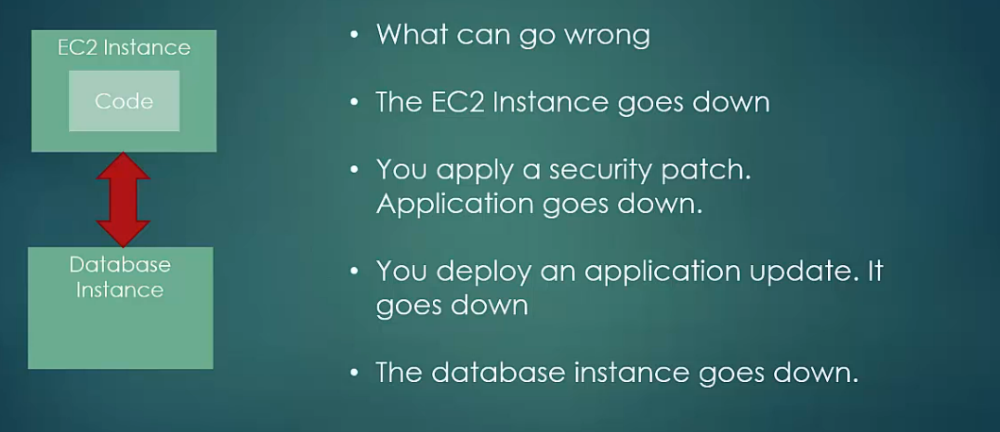 EC2 Instance
Code
Database
Instance
• What can go wrong
• The EC2 Instance goes down
• You apply a security patch.
Application goes down.
• You deploy an application update. It
goes down
• The database instance goes down.